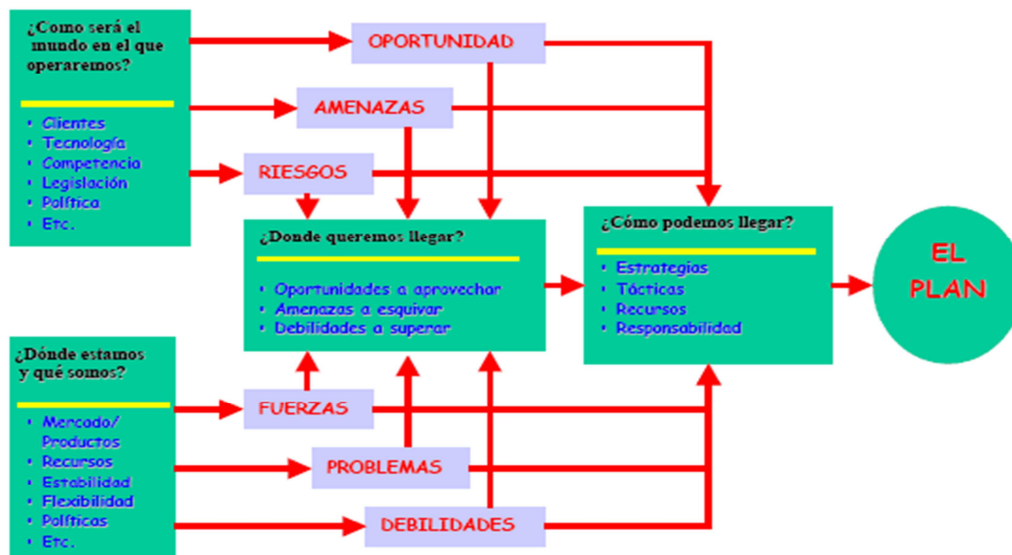 ¿Como será el
mundo en el que
operaremos?
• Clientes
• Tecnología
• Competencia
• Legislación
• Política
• Etc.
OPORTUNIDAD
AMENAZAS
RIESGOS
¿Donde queremos llegar?
• Oportunidades a aprovechar
• Amenazas a esquivar
• Debilidades a superar
¿Cómo podemos llegar?
• Estrategias
• Tácticas
• Recursos
• Responsabilidad
EL
PLAN
¿Dónde estamos
y qué somos?
• Mercado/
Productos
• Recursos
• Estabilidad
• Flexibilidad
• Políticas
• Etc.
FUERZAS
PROBLEMAS
DEBILIDADES